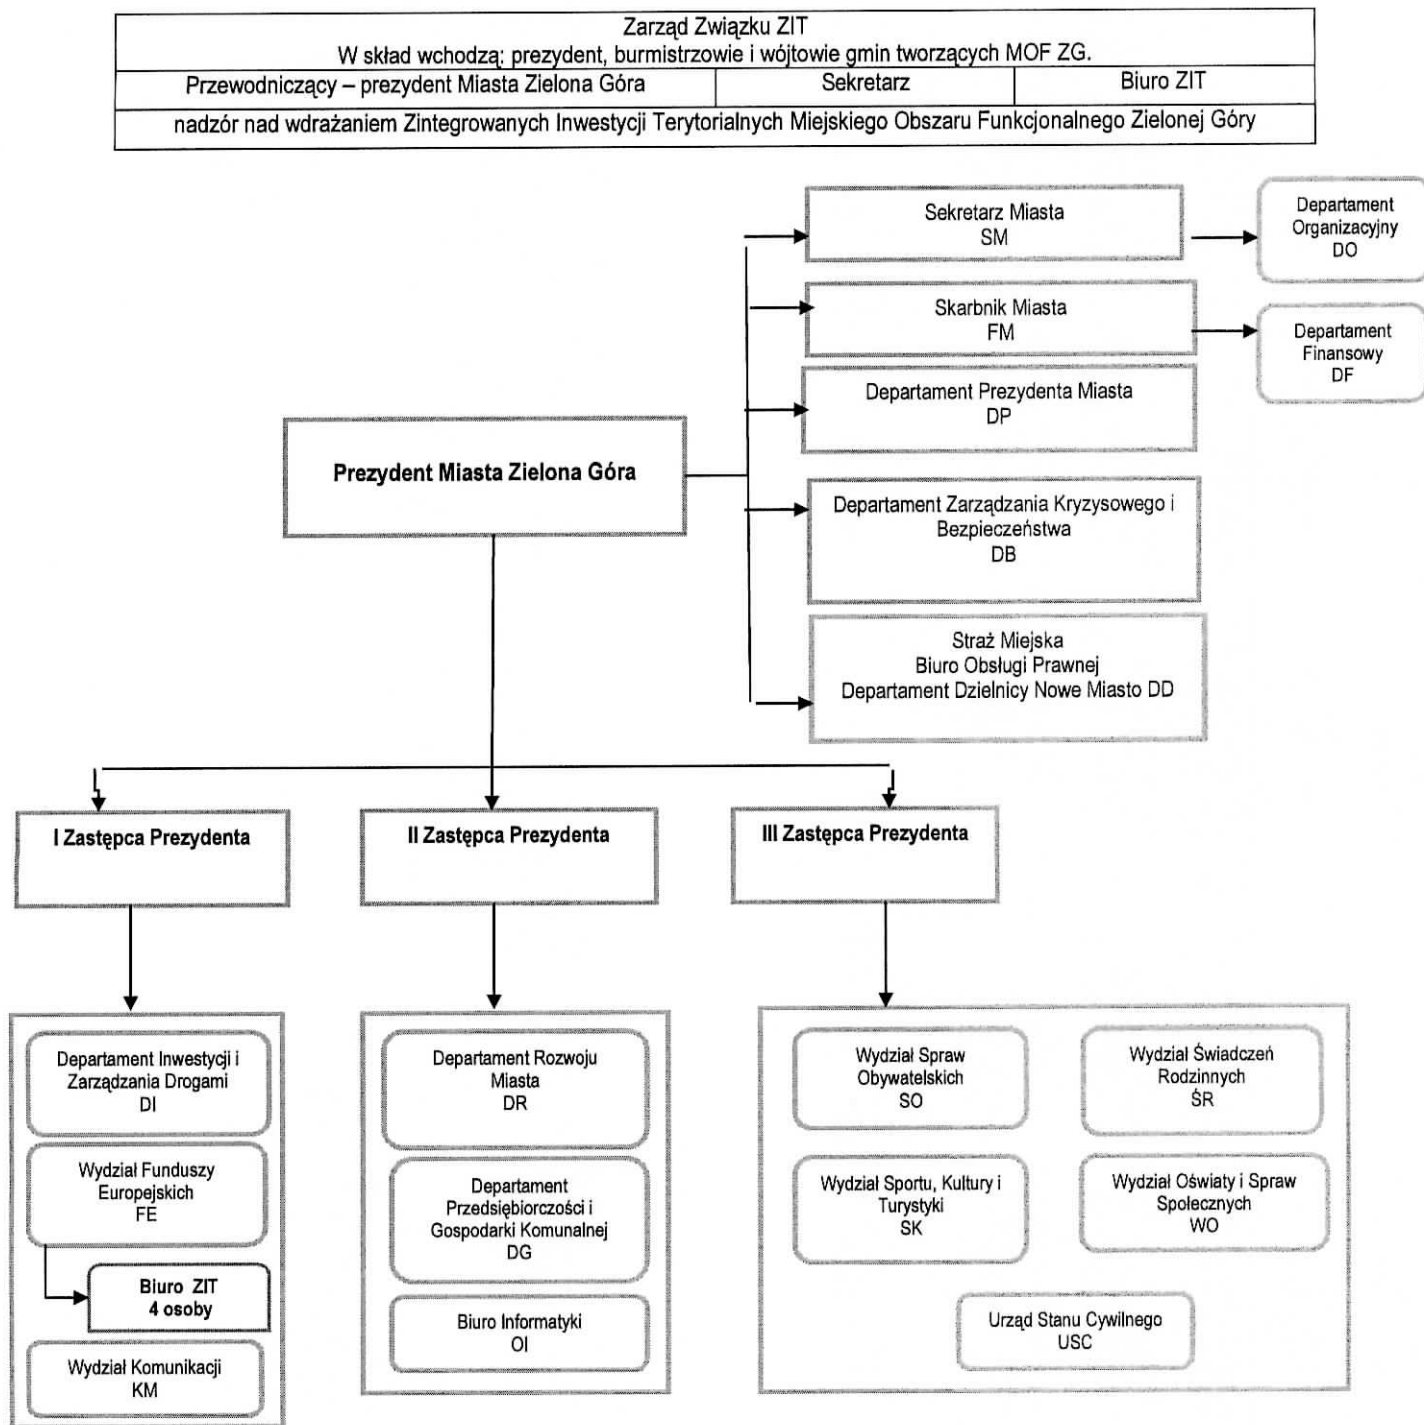 Zarząd Związku ZIT
W skład wchodzą: prezydent, burmistrzowie i wójtowie gmin tworzących MOF ZG.
Przewodniczący – prezydent Miasta Zielona Góra
Sekretarz
Biuro ZIT
nadzór nad wdrażaniem Zintegrowanych Inwestycji Terytorialnych Miejskiego Obszaru Funkcjonalnego Zielonej Góry
Sekretarz Miasta
SM
Departament
Organizacyjny
DO
Skarbnik Miasta
FM
Departament
Finansowy
DF
Departament Prezydenta Miasta
DP
Prezydent Miasta Zielona Góra
Departament Zarządzania Kryzysowego i
Bezpieczeństwa
DB
Straż Miejska
Biuro Obsługi Prawnej
Departament Dzielnicy Nowe Miasto DD
I Zastępca Prezydenta
II Zastępca Prezydenta
III Zastępca Prezydenta
Departament Inwestycji i
Zarządzania Drogami
DI
Wydział Funduszy
Europejskich
FE
Biuro ZIT
4 osoby
Wydział Komunikacji
KM
Departament Rozwoju
Miasta
DR
Departament
Przedsiębiorczości i
Gospodarki Komunalnej
DG
Biuro Informatyki
OI
Wydział Spraw
Obywatelskich
SO
Wydział Świadczeń
Rodzinnych
ŚR
Wydział Sportu, Kultury i
Turystyki
SK
Wydział Oświaty i Spraw
Społecznych
WO
Urząd Stanu Cywilnego
USC